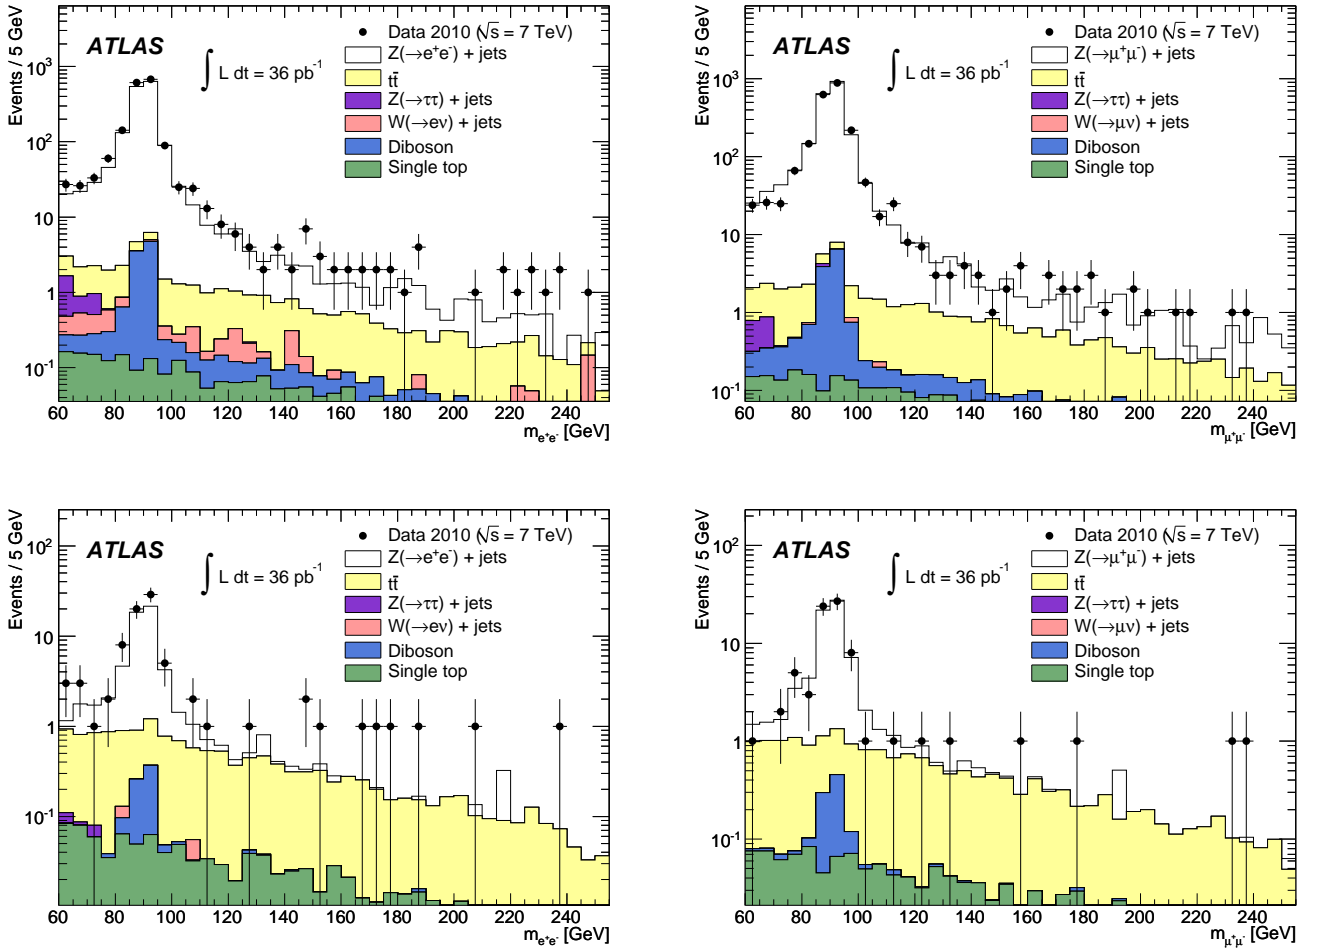 Events / 5 GeV
ATLAS
∫ L dt = 36 pb⁻¹
Data 2010 (√s = 7 TeV)
Z(→e⁺e⁻) + jets
tt̄
Z(→ττ) + jets
W(→eν) + jets
Diboson
Single top
10³
10²
10
1
10⁻¹
60 80 100 120 140 160 180 200 220 240
m e⁺e⁻ [GeV]
Events / 5 GeV
ATLAS
∫ L dt = 36 pb⁻¹
Data 2010 (√s = 7 TeV)
Z(→μ⁺μ⁻) + jets
tt̄
Z(→ττ) + jets
W(→μν) + jets
Diboson
Single top
10³
10²
10
1
10⁻¹
60 80 100 120 140 160 180 200 220 240
m μ⁺μ⁻ [GeV]
Events / 5 GeV
ATLAS
∫ L dt = 36 pb⁻¹
Data 2010 (√s = 7 TeV)
Z(→e⁺e⁻) + jets
tt̄
Z(→ττ) + jets
W(→eν) + jets
Diboson
Single top
10²
10
1
10⁻¹
60 80 100 120 140 160 180 200 220 240
m e⁺e⁻ [GeV]
Events / 5 GeV
ATLAS
∫ L dt = 36 pb⁻¹
Data 2010 (√s = 7 TeV)
Z(→μ⁺μ⁻) + jets
tt̄
Z(→ττ) + jets
W(→μν) + jets
Diboson
Single top
10²
10
1
10⁻¹
60 80 100 120 140 160 180 200 220 240
m μ⁺μ⁻ [GeV]